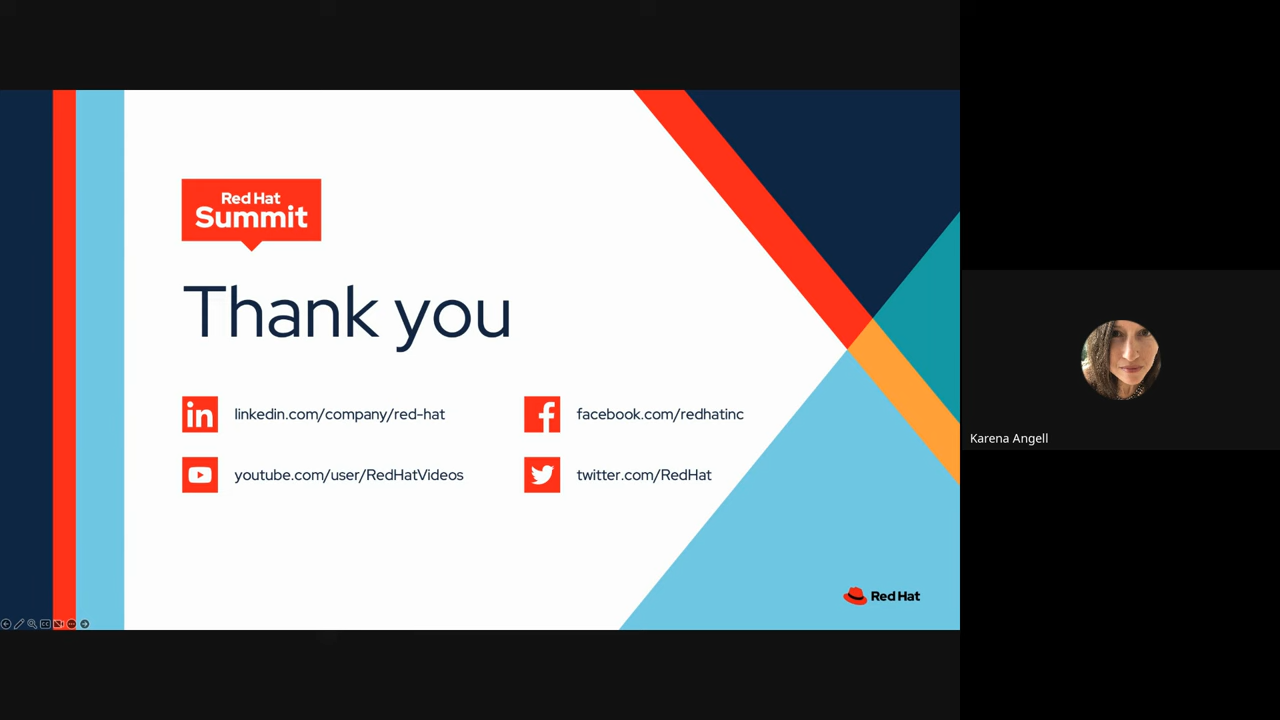 Red Hat
Summit
Thank you
linkedin.com/company/red-hat
facebook.com/redhatinc
youtube.com/user/RedHatVideos
twitter.com/RedHat
Red Hat
Karena Angell